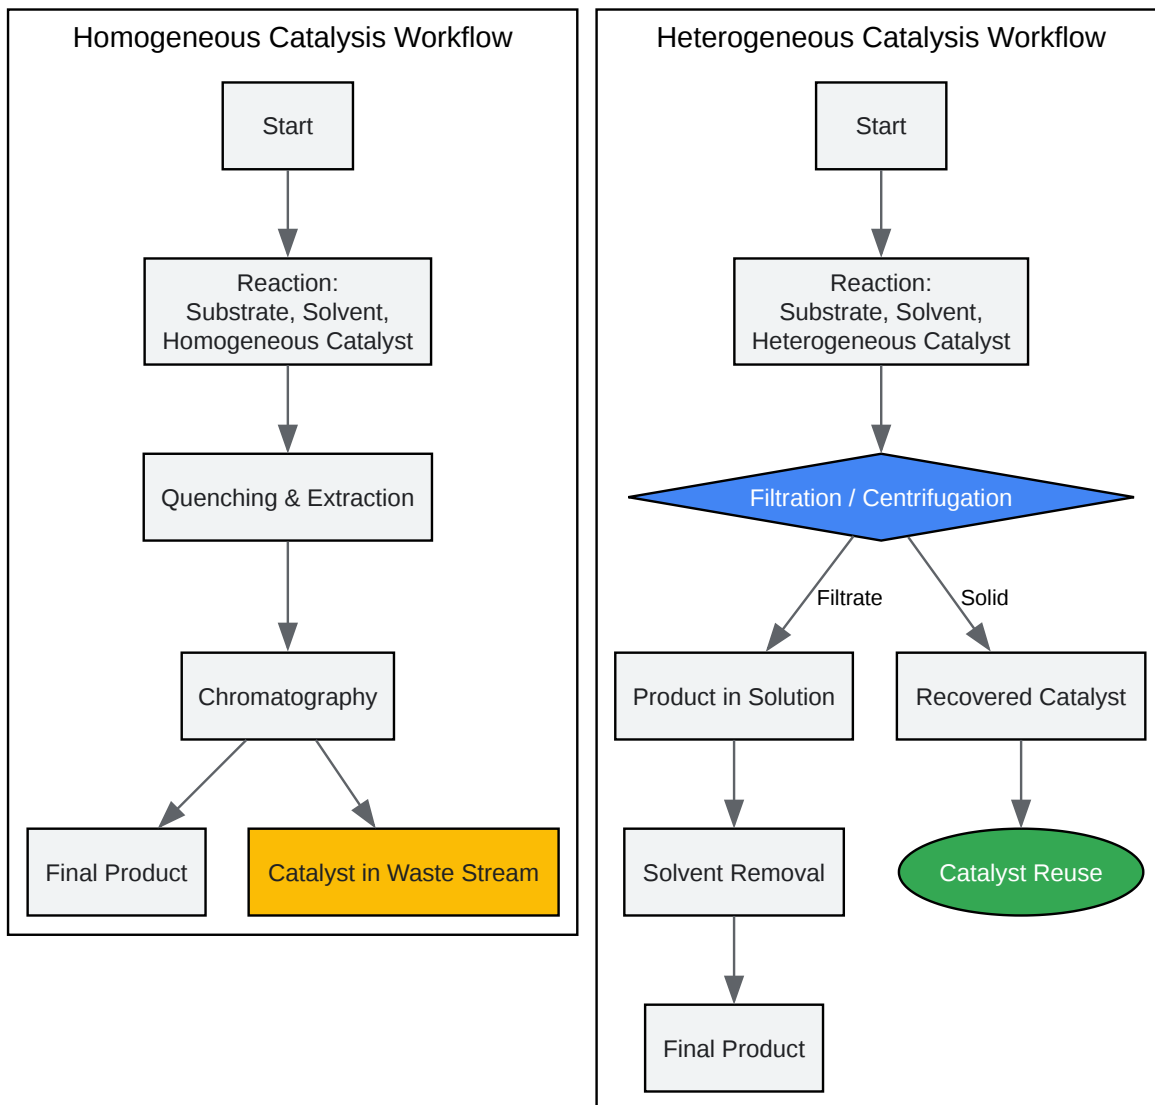 Homogeneous Catalysis Workflow
Start
Reaction:
Substrate, Solvent,
Homogeneous Catalyst
Quenching & Extraction
Chromatography
Final Product
Catalyst in Waste Stream
Heterogeneous Catalysis Workflow
Start
Reaction:
Substrate, Solvent,
Heterogeneous Catalyst
Filtration / Centrifugation
Filtrate
Solid
Product in Solution
Recovered Catalyst
Solvent Removal
Catalyst Reuse
Final Product